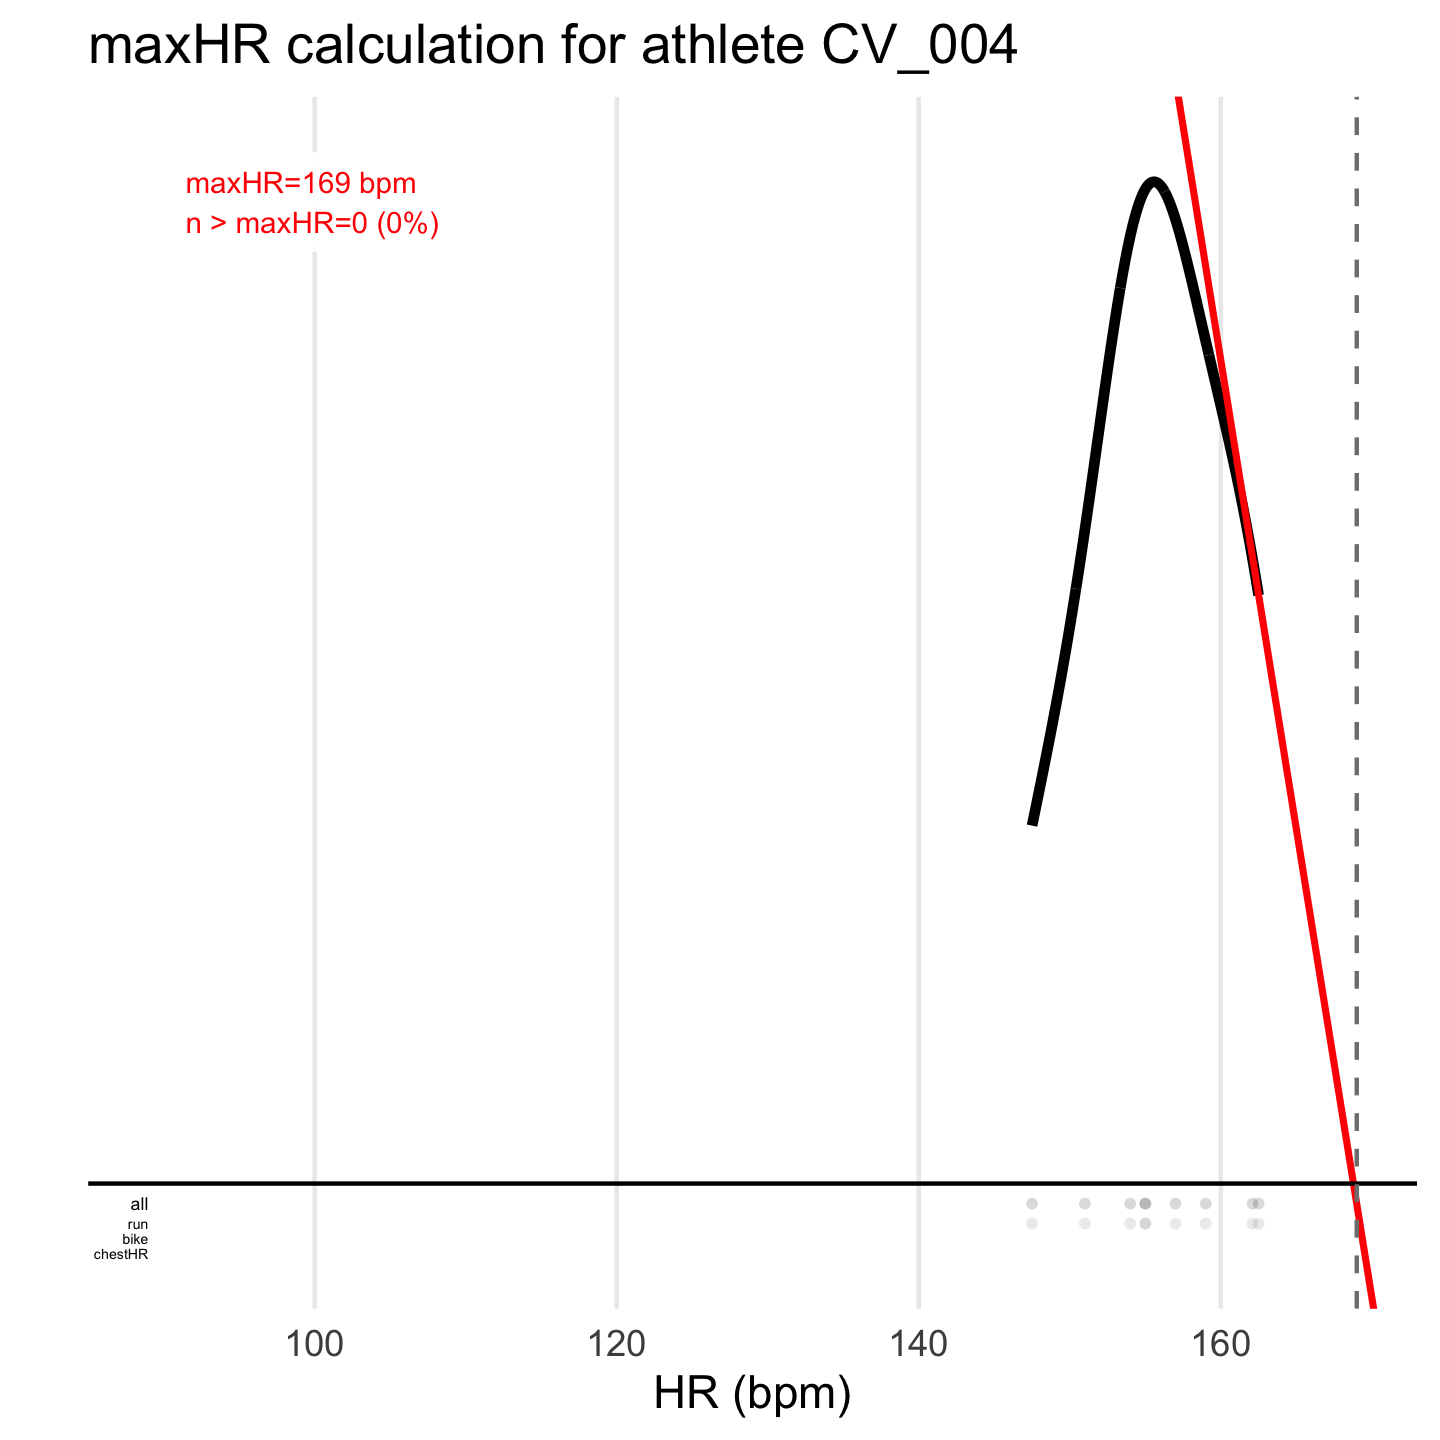 maxHR calculation for athlete CV_004
maxHR=169 bpm
n > maxHR=0 (0%)
all
run
bike
chestHR
100 120 140 160
HR (bpm)